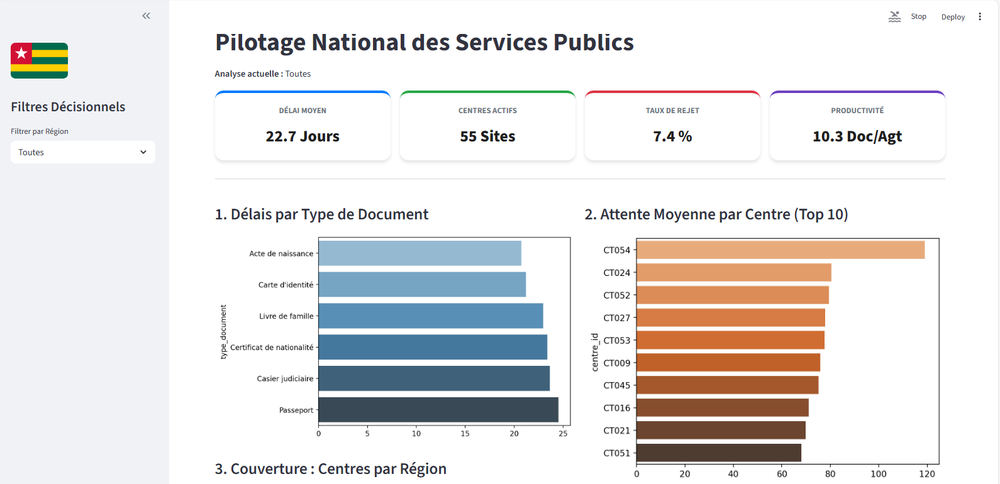 Stop
Deploy
Filtres Décisionnels
Filtrer par Région
Toutes
Pilotage National des Services Publics
Analyse actuelle : Toutes
DÉLAI MOYEN
22.7 Jours
CENTRES ACTIFS
55 Sites
TAUX DE REJET
7.4 %
PRODUCTIVITÉ
10.3 Doc/Agt
1. Délais par Type de Document
type_document
Acte de naissance
Carte d'identité
Livre de famille
Certificat de nationalité
Casier judiciaire
Passeport
0 5 10 15 20 25
2. Attente Moyenne par Centre (Top 10)
centre_id
CT054
CT024
CT052
CT027
CT053
CT009
CT045
CT016
CT021
CT051
0 20 40 60 80 100 120
3. Couverture : Centres par Région